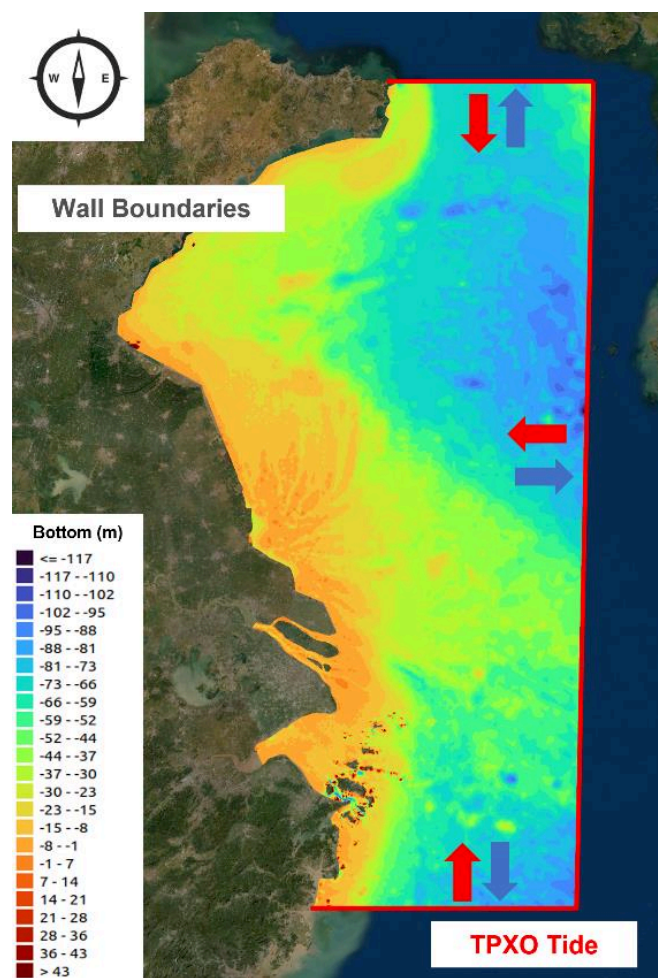 W E
Wall Boundaries
Bottom (m)
<= -117
-117 - -110
-110 - -102
-102 - -95
-95 - -88
-88 - -81
-81 - -73
-73 - -66
-66 - -59
-59 - -52
-52 - -44
-44 - -37
-37 - -30
-30 - -23
-23 - -15
-15 - -8
-8 - -1
-1 - 7
7 - 14
14 - 21
21 - 28
28 - 36
36 - 43
> 43
TPXO Tide